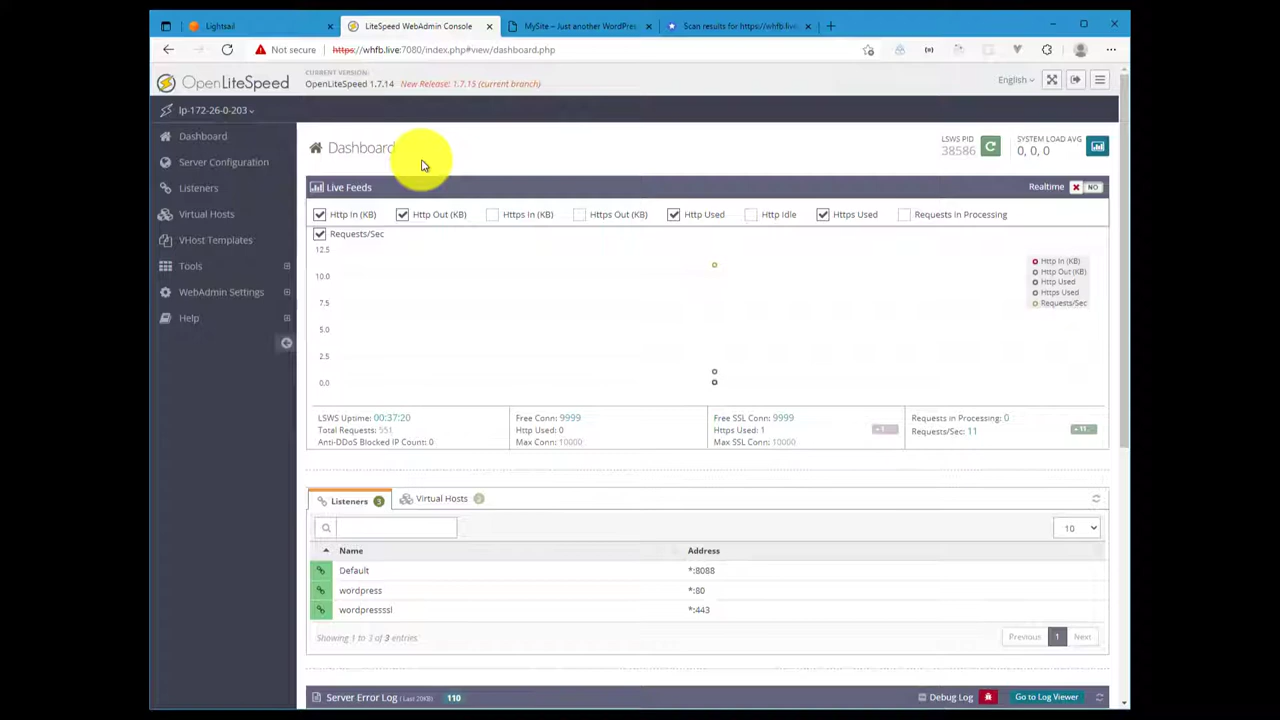 Lightsail
LiteSpeed WebAdmin Console
MySite – Just another WordPres
Scan results for https://whfb.live
Not secure
https://whfb.live:7080/index.php#view/dashboard.php
OpenLiteSpeed
CURRENT VERSION:
OpenLiteSpeed 1.7.14 New Release: 1.7.15 (current branch)
English
Ip-172-26-0-203
Dashboard
Server Configuration
Listeners
Virtual Hosts
VHost Templates
Tools
WebAdmin Settings
Help
Dashboard
LSWS PID
38586
SYSTEM LOAD AVG
0, 0, 0
Live Feeds
Realtime
NO
Http In (KB)
Http Out (KB)
Https In (KB)
Https Out (KB)
Http Used
Http Idle
Https Used
Requests In Processing
Requests/Sec
12.5
10.0
7.5
5.0
2.5
0.0
Http In (KB)
Http Out (KB)
Http Used
Https Used
Requests/Sec
LSWS Uptime: 00:37:20
Total Requests: 551
Anti-DDoS Blocked IP Count: 0
Free Conn: 9999
Http Used: 0
Max Conn: 10000
Free SSL Conn: 9999
Https Used: 1
Max SSL Conn: 10000
Requests in Processing: 0
Requests/Sec: 11
Listeners 3
Virtual Hosts
10
Name Address
Default *:8088
wordpress *:80
wordpressssl *:443
Showing 1 to 3 of 3 entries
Previous 1 Next
Server Error Log (Last 20KB) 110
Debug Log
Go to Log Viewer